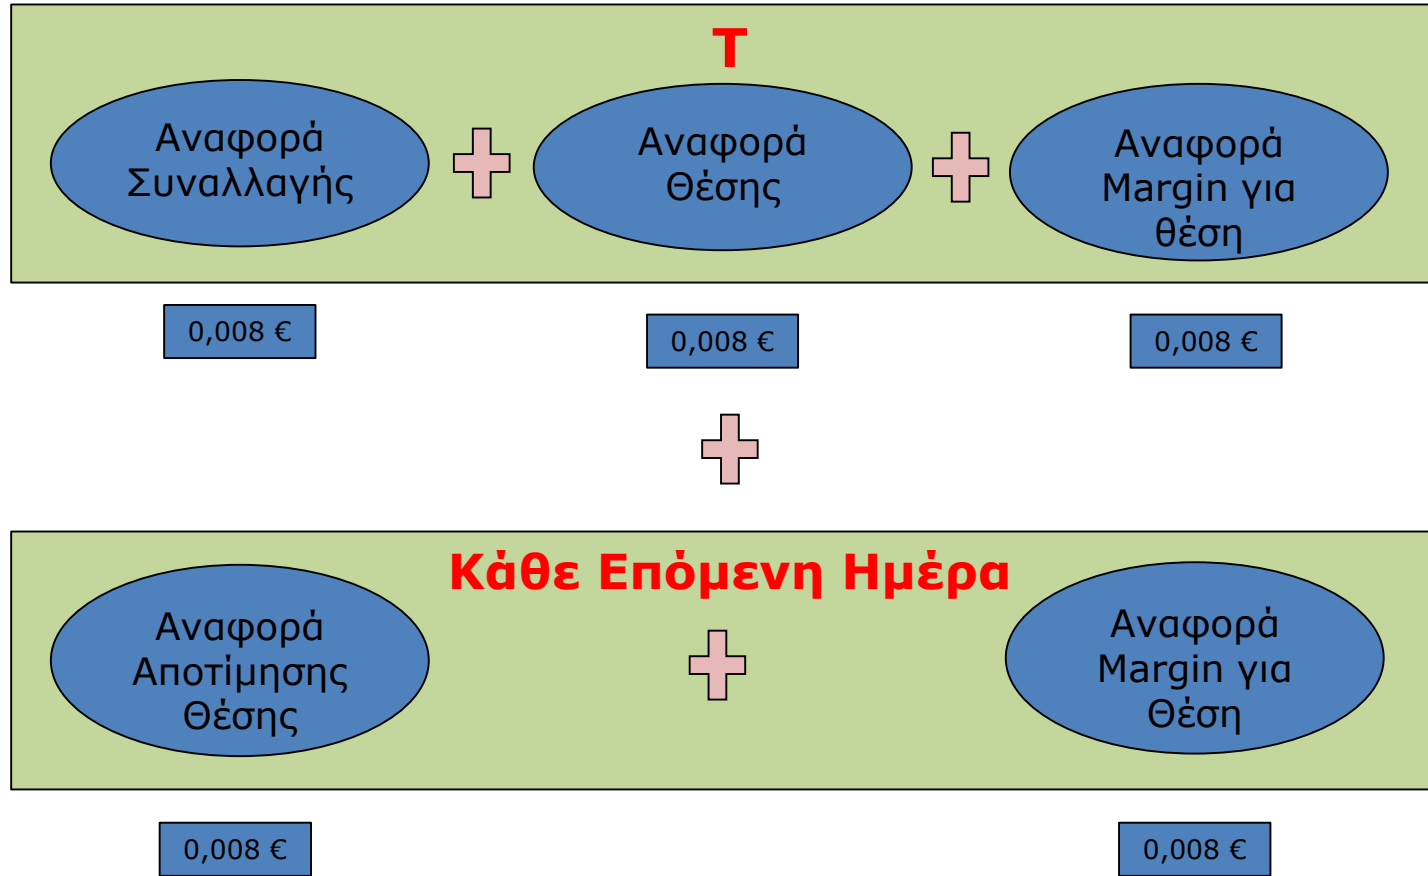 Τ
Αναφορά
Συναλλαγής
Αναφορά
Θέσης
Αναφορά
Margin για
θέση
0,008 €
0,008 €
0,008 €
Κάθε Επόμενη Ημέρα
Αναφορά
Αποτίμησης
Θέσης
Αναφορά
Margin για
Θέση
0,008 €
0,008 €